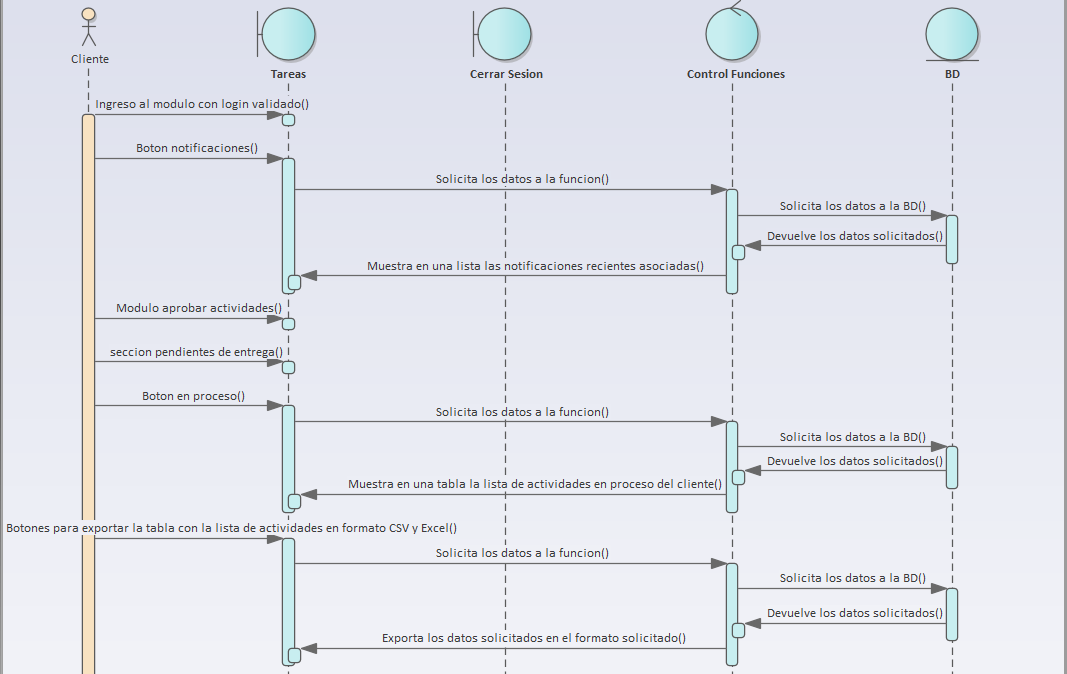 Cliente
Tareas
Cerrar Sesion
Control Funciones
BD
Ingreso al modulo con login validado()
Boton notificaciones()
Solicita los datos a la funcion()
Solicita los datos a la BD()
Devuelve los datos solicitados()
Muestra en una lista las notificaciones recientes asociadas()
Modulo aprobar actividades()
seccion pendientes de entrega()
Boton en proceso()
Solicita los datos a la funcion()
Solicita los datos a la BD()
Devuelve los datos solicitados()
Muestra en una tabla la lista de actividades en proceso del cliente()
Botones para exportar la tabla con la lista de actividades en formato CSV y Excel()
Solicita los datos a la funcion()
Solicita los datos a la BD()
Devuelve los datos solicitados()
Exporta los datos solicitados en el formato solicitado()